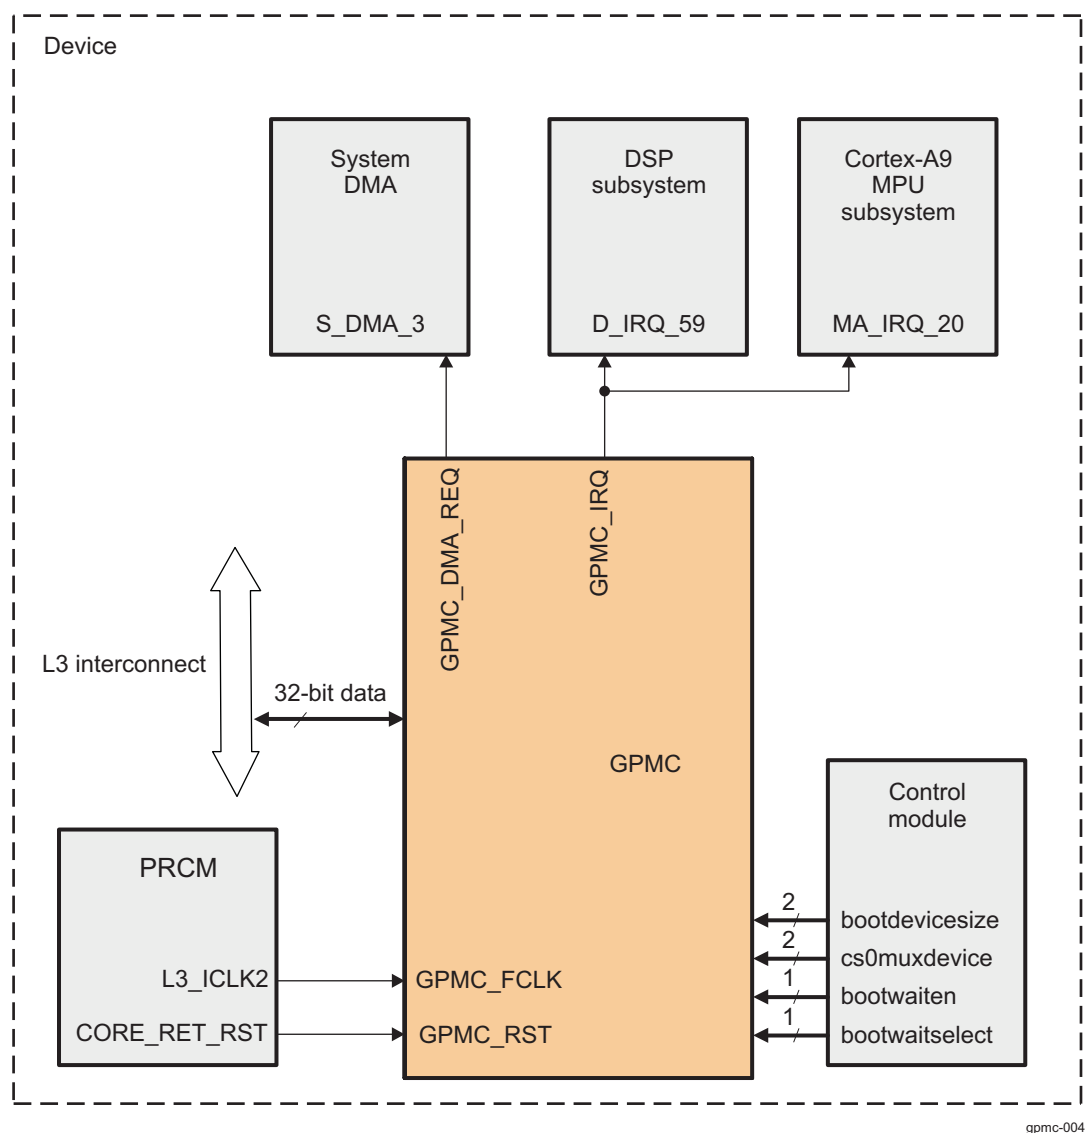 Device
System
DMA
S_DMA_3
DSP
subsystem
D_IRQ_59
Cortex-A9
MPU
subsystem
MA_IRQ_20
GPMC_DMA_REQ
GPMC_IRQ
L3 interconnect
32-bit data
GPMC
PRCM
L3_ICLK2
CORE_RET_RST
GPMC_FCLK
GPMC_RST
Control
module
2
bootdevicesize
2
cs0muxdevice
1
bootwaiten
1
bootwaitselect
gpmc-004